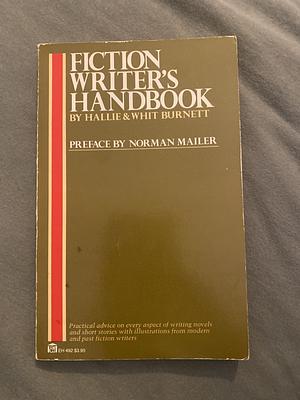 FICTION
WRITER'S
HANDBOOK
BY HALLIE & WHIT BURNETT
PREFACE BY NORMAN MAILER
Practical advice on every aspect of writing novels
and short stories with illustrations from modern
and past fiction writers
EH 492 $3.95